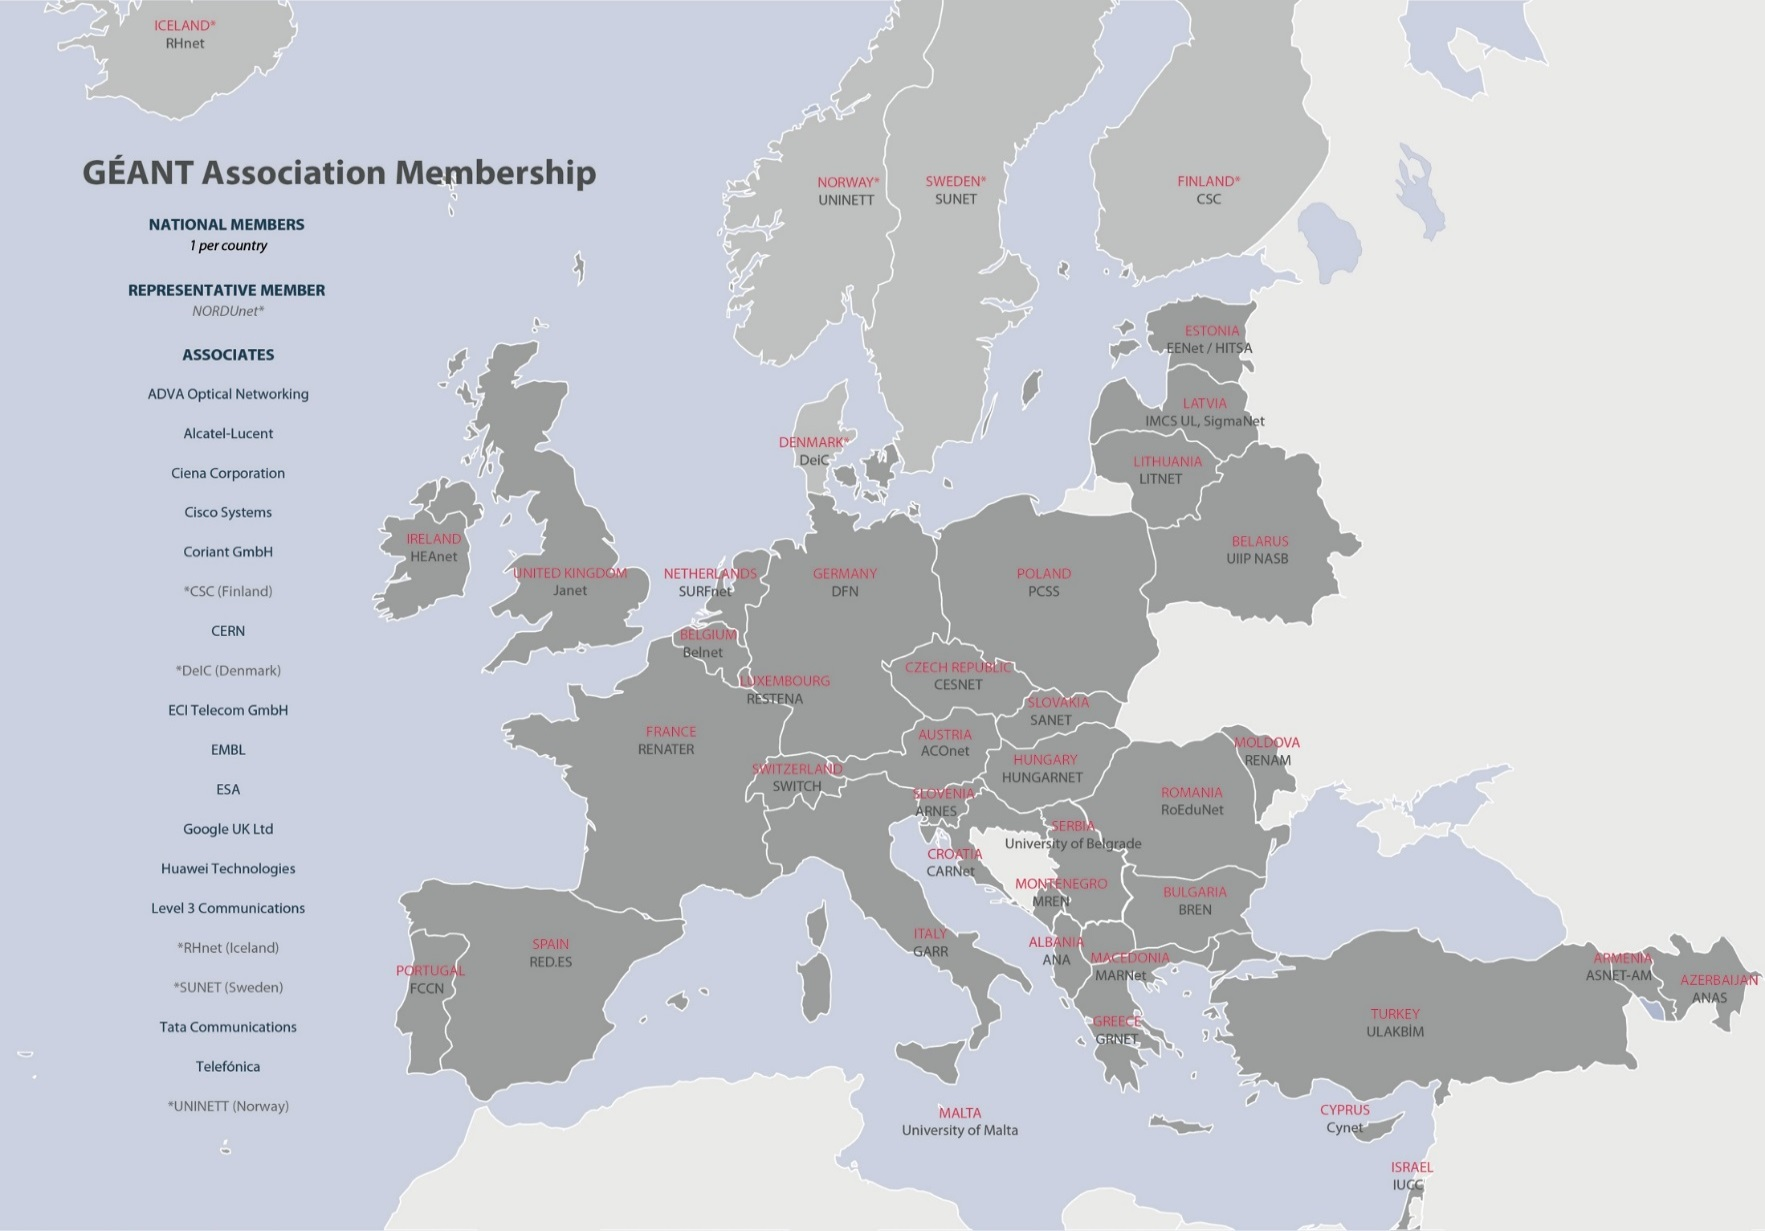 ICELAND*
RHnet
GÉANT Association Membership
NATIONAL MEMBERS
1 per country
REPRESENTATIVE MEMBER
NORDUnet*
ASSOCIATES
ADVA Optical Networking
Alcatel-Lucent
Ciena Corporation
Cisco Systems
Coriant GmbH
*CSC (Finland)
CERN
*DeIC (Denmark)
ECI Telecom GmbH
EMBL
ESA
Google UK Ltd
Huawei Technologies
Level 3 Communications
*RHnet (Iceland)
*SUNET (Sweden)
Tata Communications
Telefónica
*UNINETT (Norway)
NORWAY*
UNINETT
SWEDEN*
SUNET
FINLAND*
CSC
ESTONIA
EENet / HITSA
LATVIA
IMCS UL, SigmaNet
LITHUANIA
LITNET
DENMARK*
DeiC
IRELAND
HEAnet
UNITED KINGDOM
Janet
NETHERLANDS
SURFnet
GERMANY
DFN
POLAND
PCSS
BELARUS
UIIP NASB
BELGIUM
Belnet
LUXEMBOURG
RESTENA
CZECH REPUBLIC
CESNET
SLOVAKIA
SANET
FRANCE
RENATER
AUSTRIA
ACOnet
SWITZERLAND
SWITCH
HUNGARY
HUNGARNET
MOLDOVA
RENAM
SLOVENIA
ARNES
ROMANIA
RoEduNet
SERBIA
University of Belgrade
CROATIA
CARNet
MONTENEGRO
MREN
BULGARIA
BREN
ITALY
GARR
ALBANIA
ANA
MACEDONIA
MARNet
SPAIN
RED.ES
PORTUGAL
FCCN
GREECE
GRNET
TURKEY
ULAKBİM
ARMENIA
ASNET-AM
AZERBAIJAN
ANAS
MALTA
University of Malta
CYPRUS
Cynet
ISRAEL
IUCC